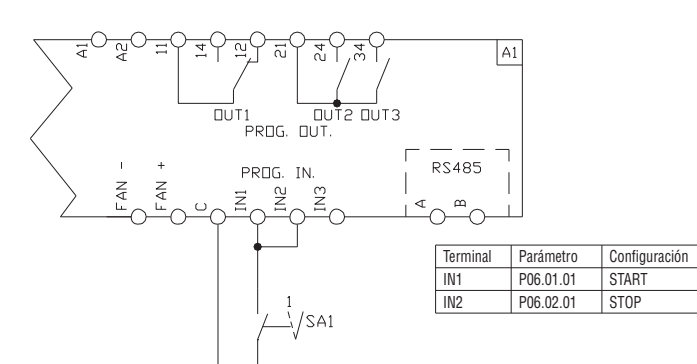 A1 A2 11 14 12 21 24 34
A1
OUT1 OUT2 OUT3
PROG. OUT.
PROG. IN.
RS485
FAN - FAN + C IN1 IN2 IN3 A B
Terminal Parámetro Configuración
IN1 P06.01.01 START
IN2 P06.02.01 STOP
1
SA1